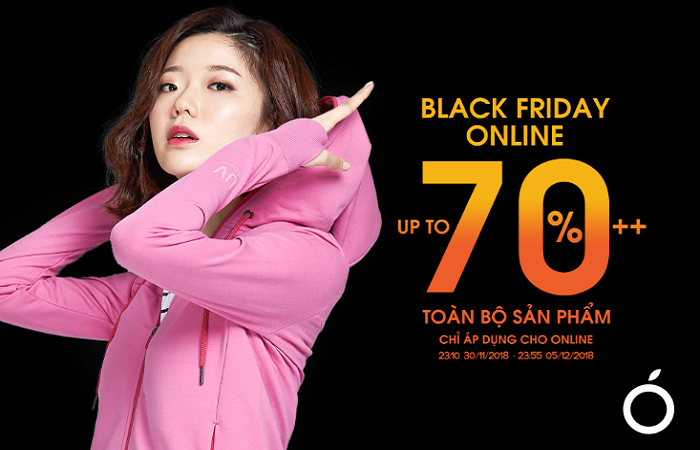 BLACK FRIDAY
ONLINE
UP TO 70% ++
TOÀN BỘ SẢN PHẨM
CHỈ ÁP DỤNG CHO ONLINE
23:10 30/11/2018 - 23:55 05/12/2018